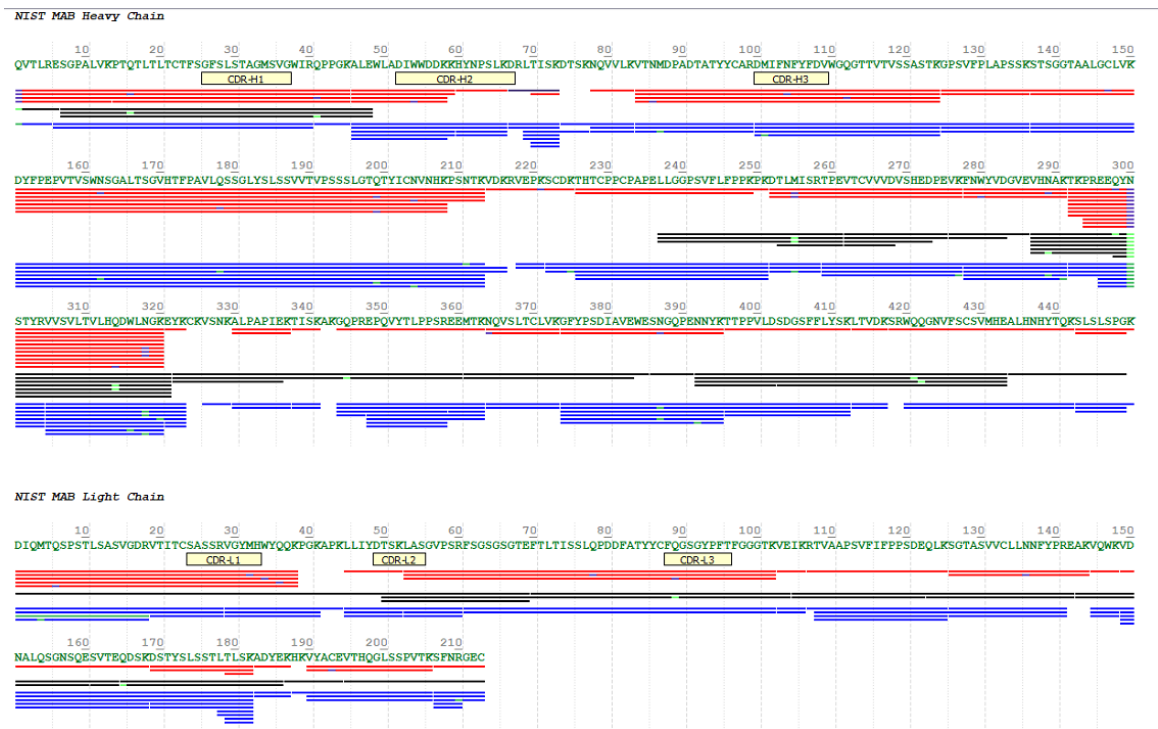 NIST MAB Heavy Chain
10 20 30 40 50 60 70 80 90 100 110 120 130 140 150
QVTLRESGPALVKPTQTLTLTCTFSGFSLSTAGMSVGWIRQPPGKALEWLADIWWDDKKHYNPSLKDRLTISKDTSKNQVVLKVTNMDPADTATYYCARDMIFNFYFDVWGQGTTVTVSSASTKGPSVFPLAPSSKSTSGGTAALGCLVK
CDR-H1 CDR-H2 CDR-H3
160 170 180 190 200 210 220 230 240 250 260 270 280 290 300
DYFPEPVTVSWNSGALTSGVHTFPAVLQSSGLYSLSSVVTVPSSSLGTQTYICNVNHKPSNTKVDKRVEPKSCDKTHTCPPCPAPELLGGPSVFLFPPKPKDTLMISRTPEVTCVVVDVSHEDPEVKFNWYVDGVEVHNAKTKPREEQYN
310 320 330 340 350 360 370 380 390 400 410 420 430 440
STYRVVSVLTVLHQDWLNGKEYKCKVSNKALPAPIEKTISKAKGQPREPQVYTLPPSREEMTKNQVSLTCLVKGFYPSDIAVEWESNGQPENNYKTTPPVLDSDGSFFLYSKLTVDKSRWQQGNVFSCSVMHEALHNHYTQKSLSLSPGK
NIST MAB Light Chain
10 20 30 40 50 60 70 80 90 100 110 120 130 140 150
DIQMTQSPSTLSASVGDRVTITCSASSRVGYMHWYQQKPGKAPKLLIYDTSKLASGVPSRFSGSGSGTEFTLTISSLQPDDFATYYCFQGSGYPFTFGGGTKVEIKRTVAAPSVFIFPPSDEQLKSGTASVVCLLNNFYPREAKVQWKVD
CDR-L1 CDR-L2 CDR-L3
160 170 180 190 200 210
NALQSGNSQESVTEQDSKDSTYSLSSTLTLSKADYEKHKVYACEVTHQGLSSPVTKSFNRGEC